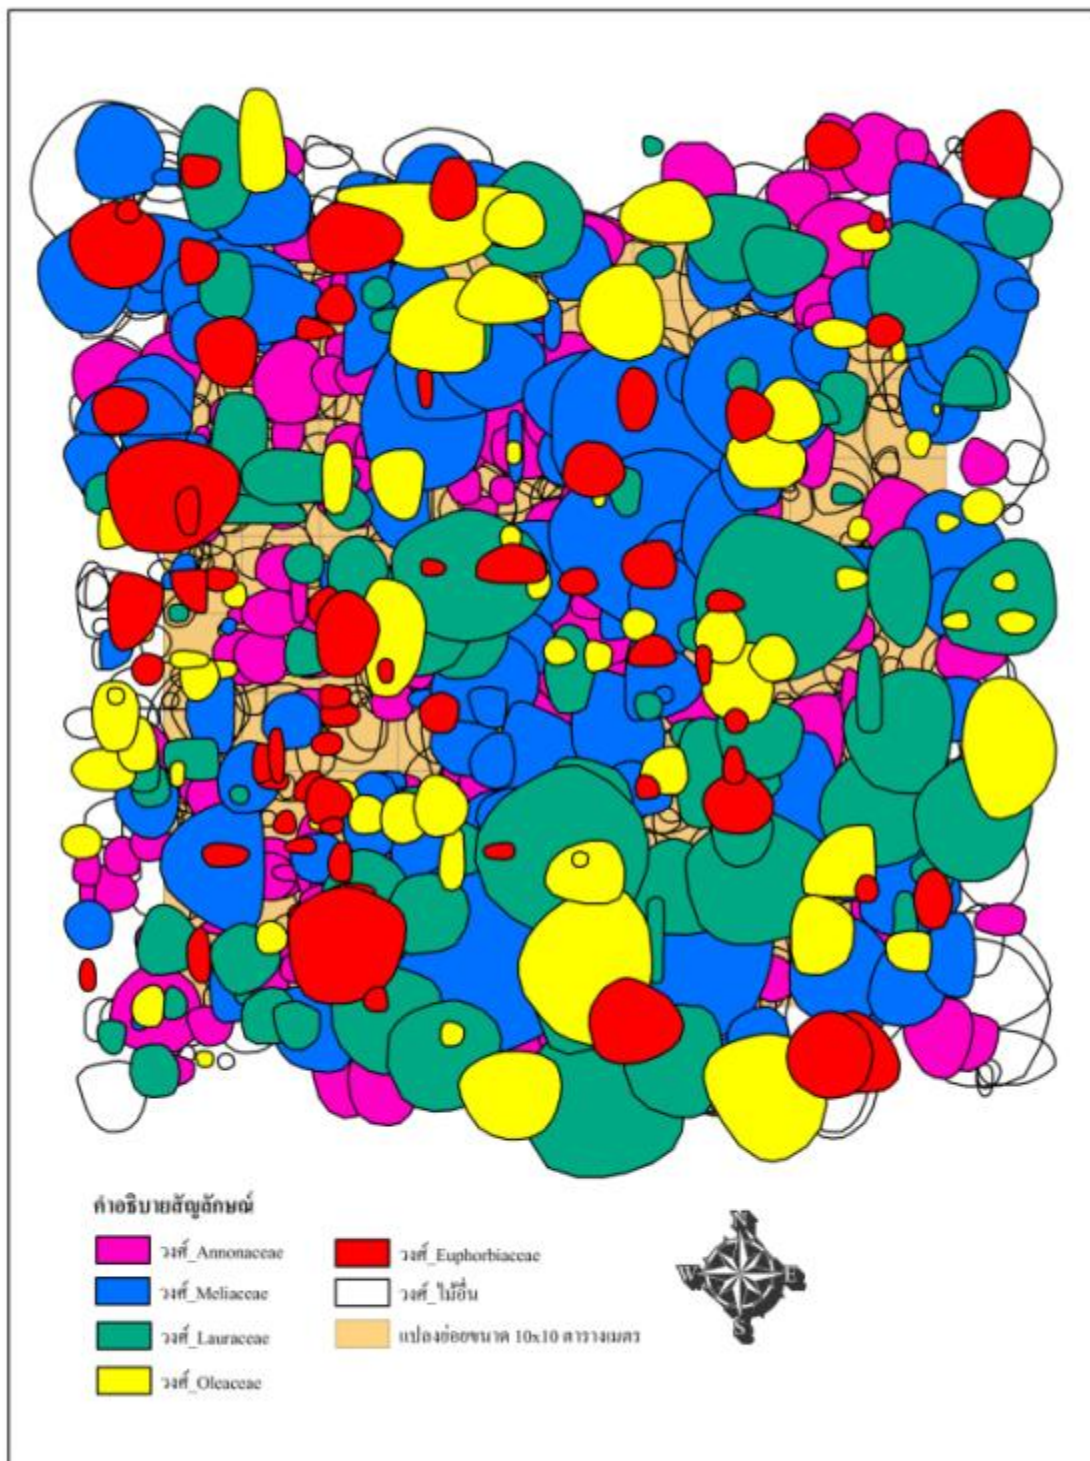 คำอธิบายสัญลักษณ์
วงศ์_Annonaceae
วงศ์_Meliaceae
วงศ์_Lauraceae
วงศ์_Oleaceae
วงศ์_Euphorbiaceae
วงศ์_ไม้อื่น
แปลงย่อยขนาด 10x10 ตารางเมตร
N
W E
S